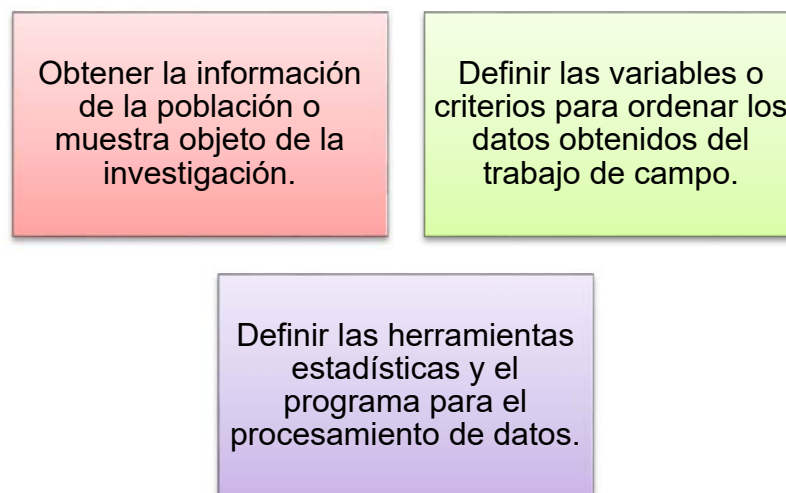 Obtener la información
de la población o
muestra objeto de la
investigación.
Definir las variables o
criterios para ordenar los
datos obtenidos del
trabajo de campo.
Definir las herramientas
estadísticas y el
programa para el
procesamiento de datos.